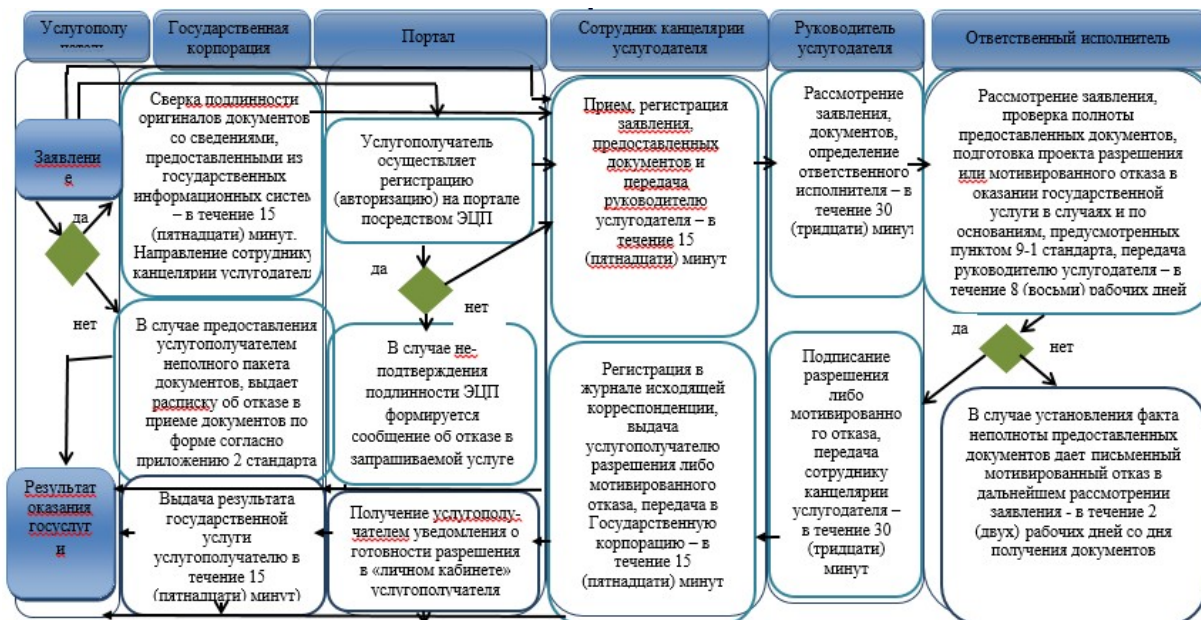 Услугополу
Государственная
корпорация
Портал
Сотрудник канцелярии
услугодателя
Руководитель
услугодателя
Ответственный исполнитель
Заявлени
е
да
нет
Результат
оказания
госуслуг
и
Сверка подлинности
оригиналов документов
со сведениями,
предоставленными из
государственных
информационных систем
– в течение 15
(пятнадцати) минут.
Направление сотруднику
канцелярии услугодателя
В случае предоставления
услугополучателем
неполного пакета
документов, выдает
расписку об отказе в
приеме документов по
форме согласно
приложению 2 стандарта
Выдача результата
государственной
услуги
услугополучателю в
течение 15
(пятнадцати) минут)
Услугополучатель
осуществляет
регистрацию
(авторизацию) на портале
посредством ЭЦП
да
нет
В случае не-
подтверждения
подлинности ЭЦП
формируется
сообщение об отказе в
запрашиваемой услуге
Получение услугополу-
чателем уведомления о
готовности разрешения
в «личном кабинете»
услугополучателя
Прием, регистрация
заявления,
предоставленных
документов и
передача
руководителю
услугодателя – в
течение 15
(пятнадцати) минут
Регистрация в
журнале исходящей
корреспонденции,
выдача
услугополучателю
разрешения либо
мотивированного
отказа, передача в
Государственную
корпорацию – в
течение 15
(пятнадцати) минут
Рассмотрение
заявления,
документов,
определение
ответственного
исполнителя – в
течение 30
(тридцати) минут
Подписание
разрешения
либо
мотивированно
го отказа,
передача
сотруднику
канцелярии
услугодателя –
в течение 30
(тридцати)
минут
Рассмотрение заявления,
проверка полноты
предоставленных документов,
подготовка проекта разрешения
или мотивированного отказа в
оказании государственной
услуги в случаях и по
основаниям, предусмотренных
пунктом 9-1 стандарта, передача
руководителю услугодателя – в
течение 8 (восьми) рабочих дней
да
нет
В случае установления факта
неполноты предоставленных
документов дает письменный
мотивированный отказ в
дальнейшем рассмотрении
заявления - в течение 2
(двух) рабочих дней со дня
получения документов